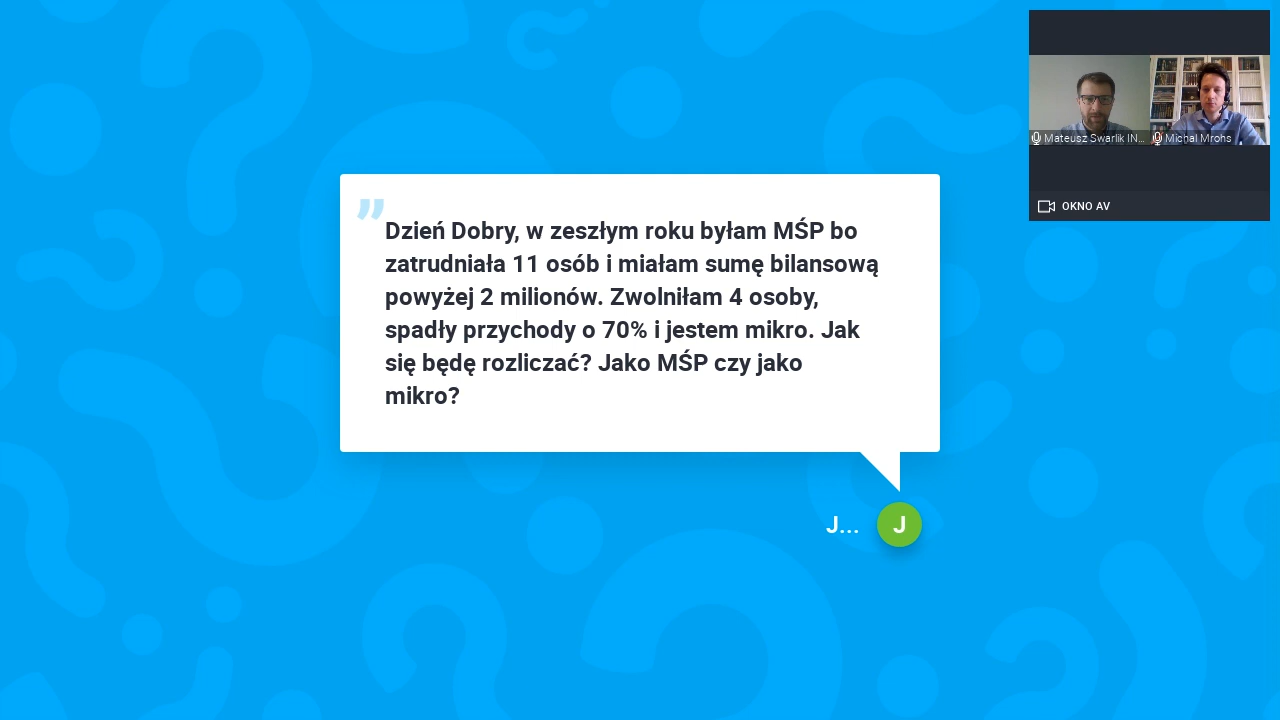 Mateusz Swarlik IN...
Michal Mrohs
OKNO AV
Dzień Dobry, w zeszłym roku byłam MŚP bo
zatrudniała 11 osób i miałam sumę bilansową
powyżej 2 milionów. Zwolniłam 4 osoby,
spadły przychody o 70% i jestem mikro. Jak
się będę rozliczać? Jako MŚP czy jako
mikro?
J...
J